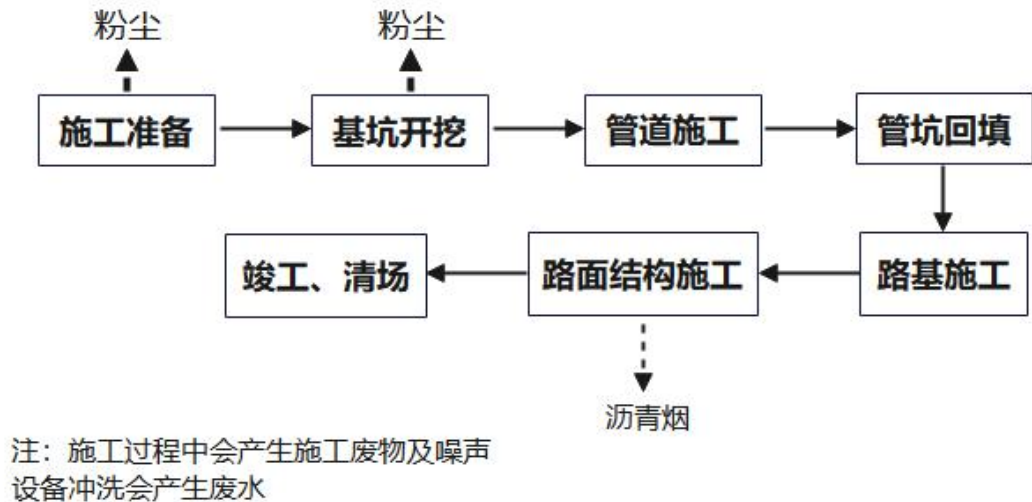 粉尘
粉尘
施工准备
基坑开挖
管道施工
管坑回填
竣工、清场
路面结构施工
路基施工
沥青烟
注：施工过程中会产生施工废物及噪声
设备冲洗会产生废水